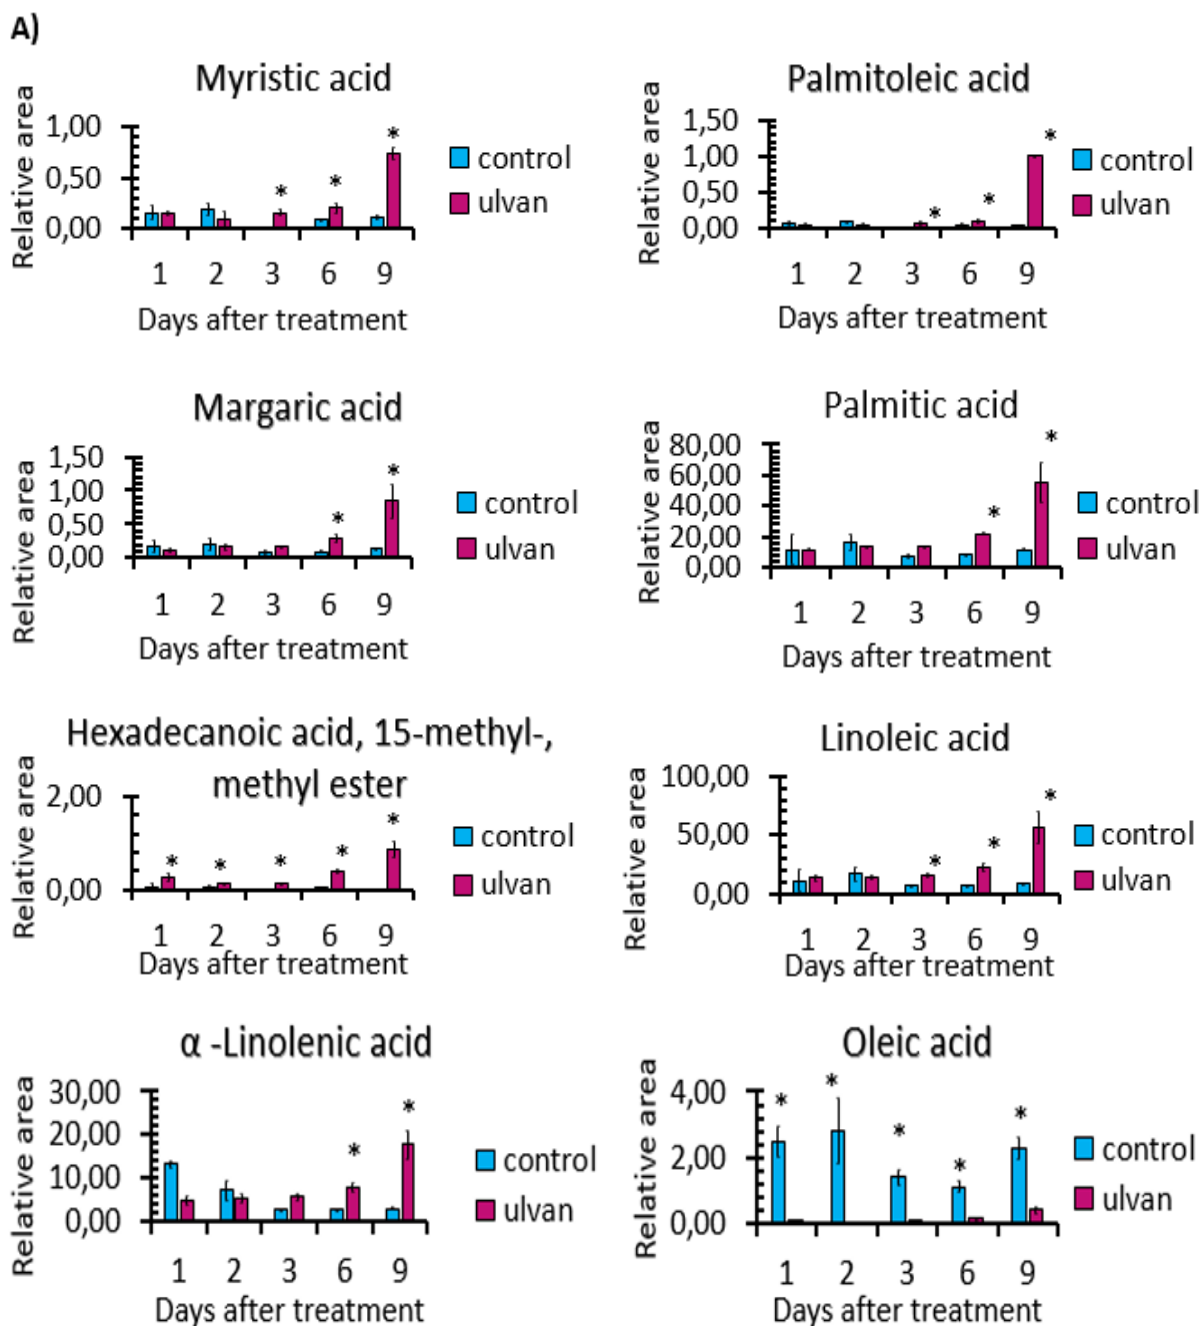 A)
Myristic acid
Relative area
1,00
0,50
0,00
* * *
1 2 3 6 9
Days after treatment
control
ulvan
Palmitoleic acid
Relative area
1,50
1,00
0,50
0,00
* * *
1 2 3 6 9
Days after treatment
control
ulvan
Margaric acid
Relative area
1,50
1,00
0,50
0,00
* *
1 2 3 6 9
Days after treatment
control
ulvan
Palmitic acid
Relative area
80,00
60,00
40,00
20,00
0,00
* *
1 2 3 6 9
Days after treatment
control
ulvan
Hexadecanoic acid, 15-methyl-,
methyl ester
Relative area
2,00
0,00
* * * * *
1 2 3 6 9
Days after treatment
control
ulvan
Linoleic acid
Relative area
100,00
50,00
0,00
* * *
1 2 3 6 9
Days after treatment
control
ulvan
α -Linolenic acid
Relative area
30,00
20,00
10,00
0,00
* *
1 2 3 6 9
Days after treatment
control
ulvan
Oleic acid
Relative area
4,00
2,00
0,00
* * * * *
1 2 3 6 9
Days after treatment
control
ulvan